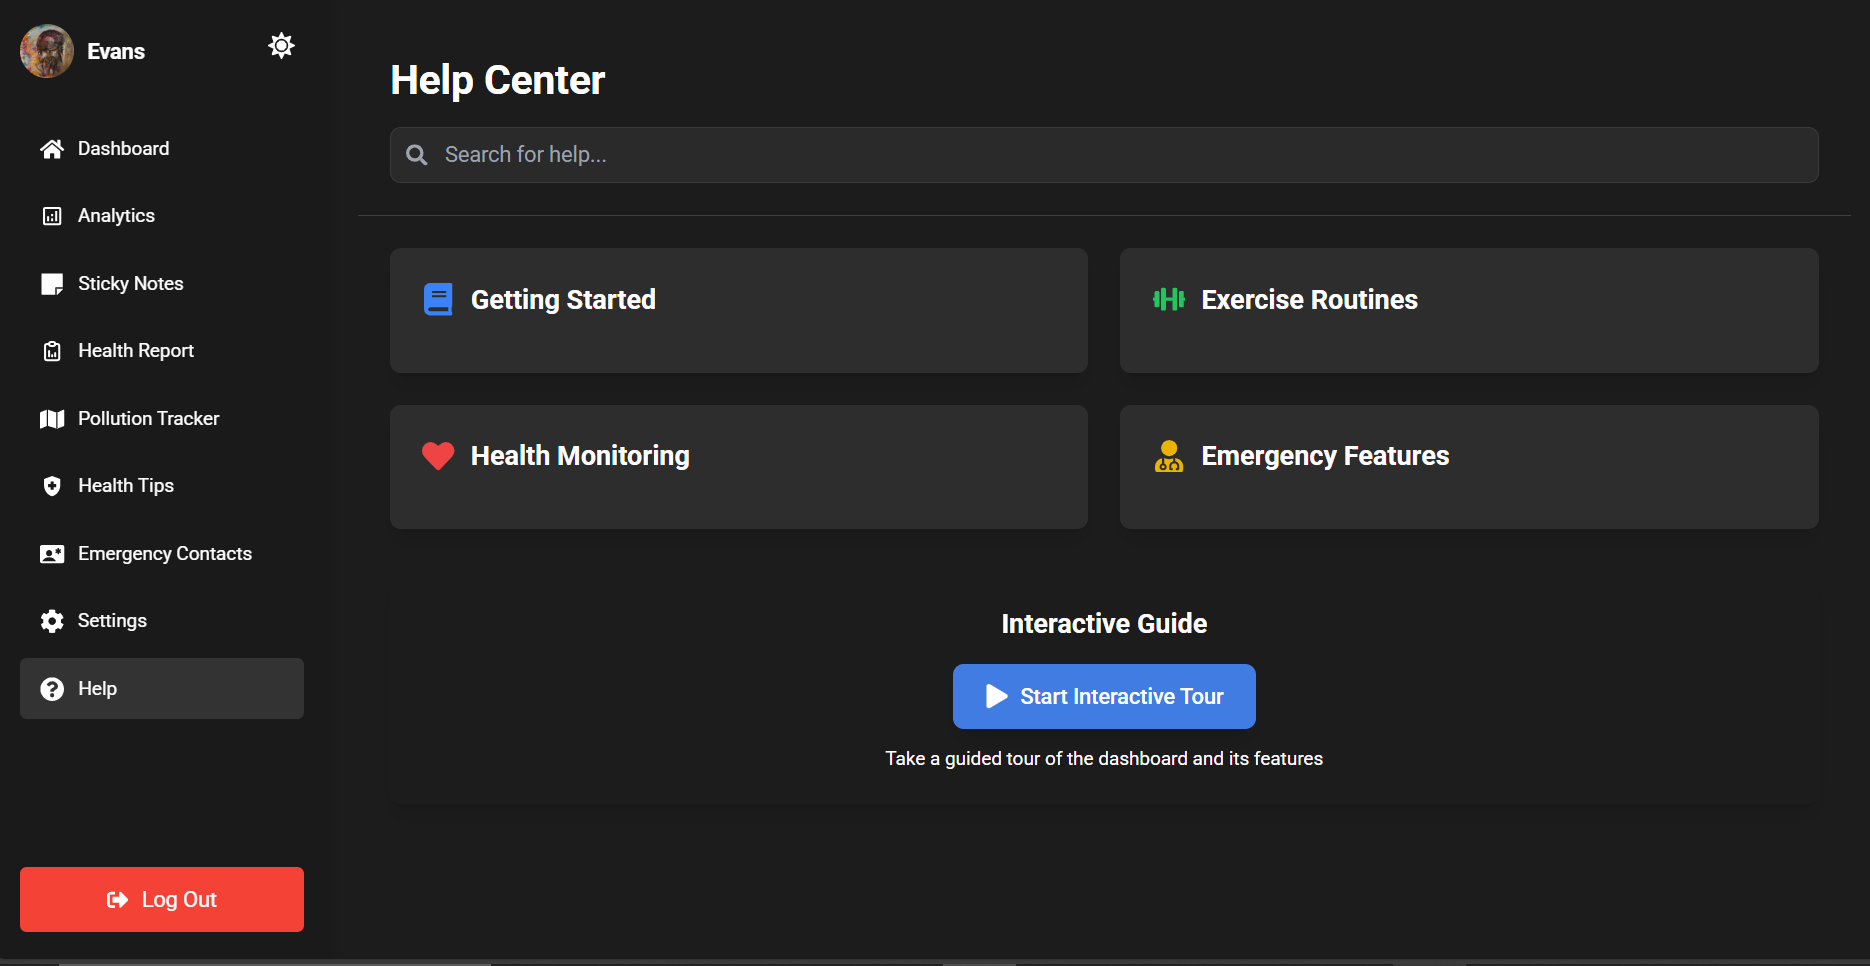 Evans
Dashboard
Analytics
Sticky Notes
Health Report
Pollution Tracker
Health Tips
Emergency Contacts
Settings
Help
Log Out
Help Center
Search for help...
Getting Started
Exercise Routines
Health Monitoring
Emergency Features
Interactive Guide
Start Interactive Tour
Take a guided tour of the dashboard and its features